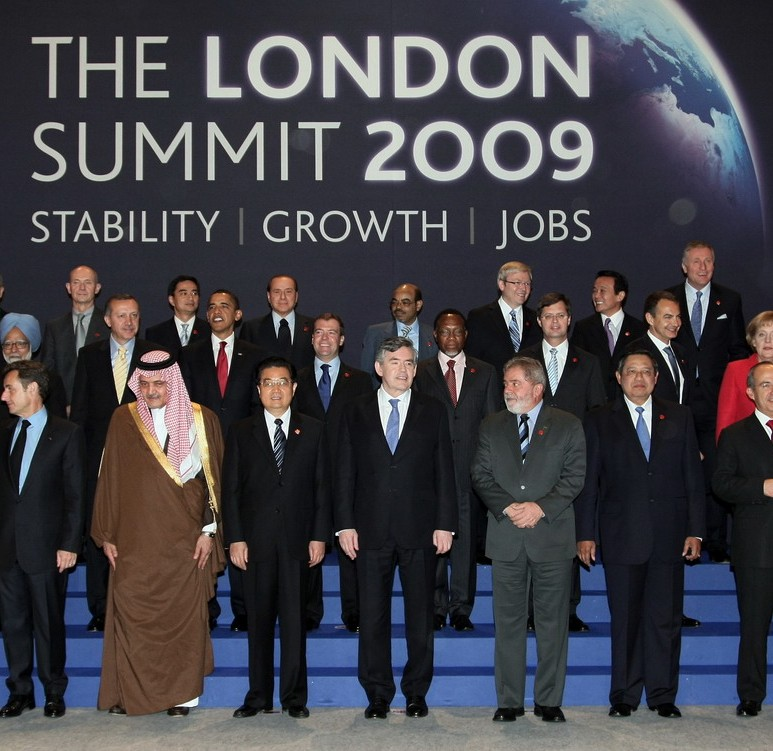 THE LONDON
SUMMIT 2009
STABILITY | GROWTH | JOBS